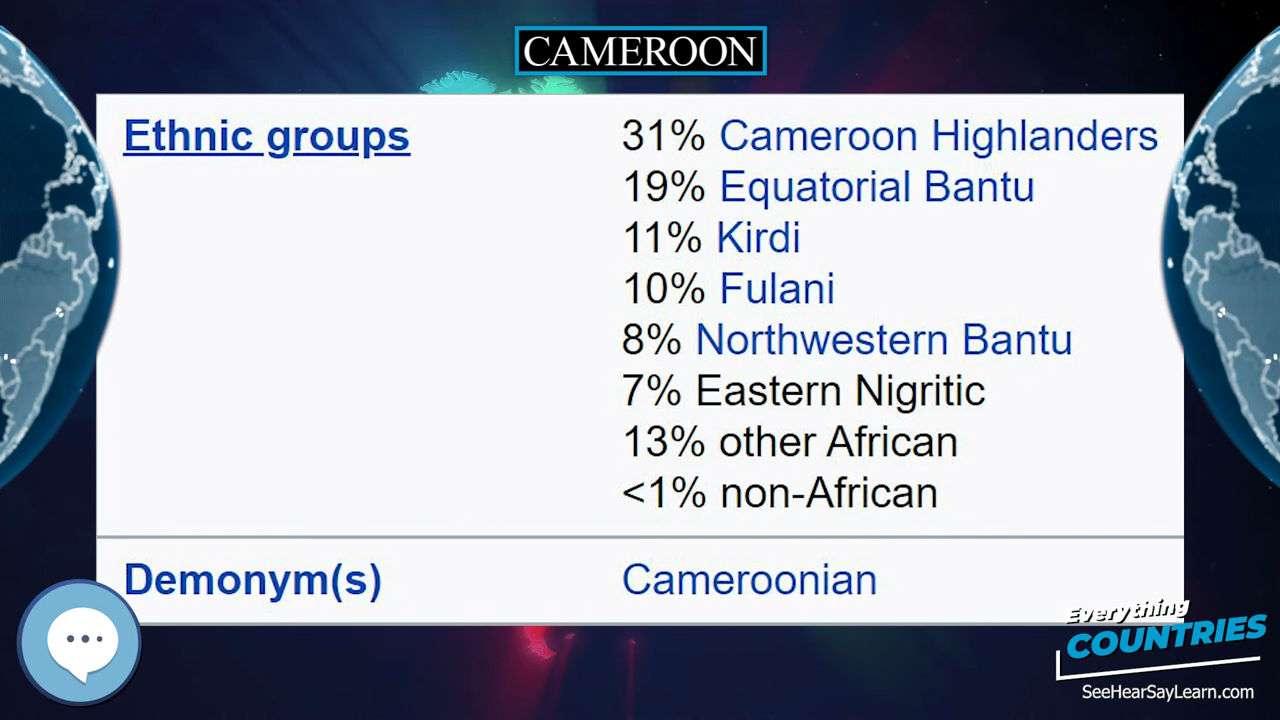 CAMEROON
Ethnic groups
31% Cameroon Highlanders
19% Equatorial Bantu
11% Kirdi
10% Fulani
8% Northwestern Bantu
7% Eastern Nigritic
13% other African
<1% non-African
Demonym(s)
Cameroonian
Everything
COUNTRIES
SeeHearSayLearn.com